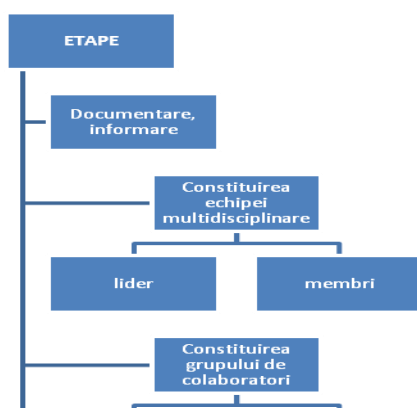 ETAPE
Documentare,
informare
Constituirea
echipei
multidisciplinare
lider
membri
Constituirea
grupului de
colaboratori